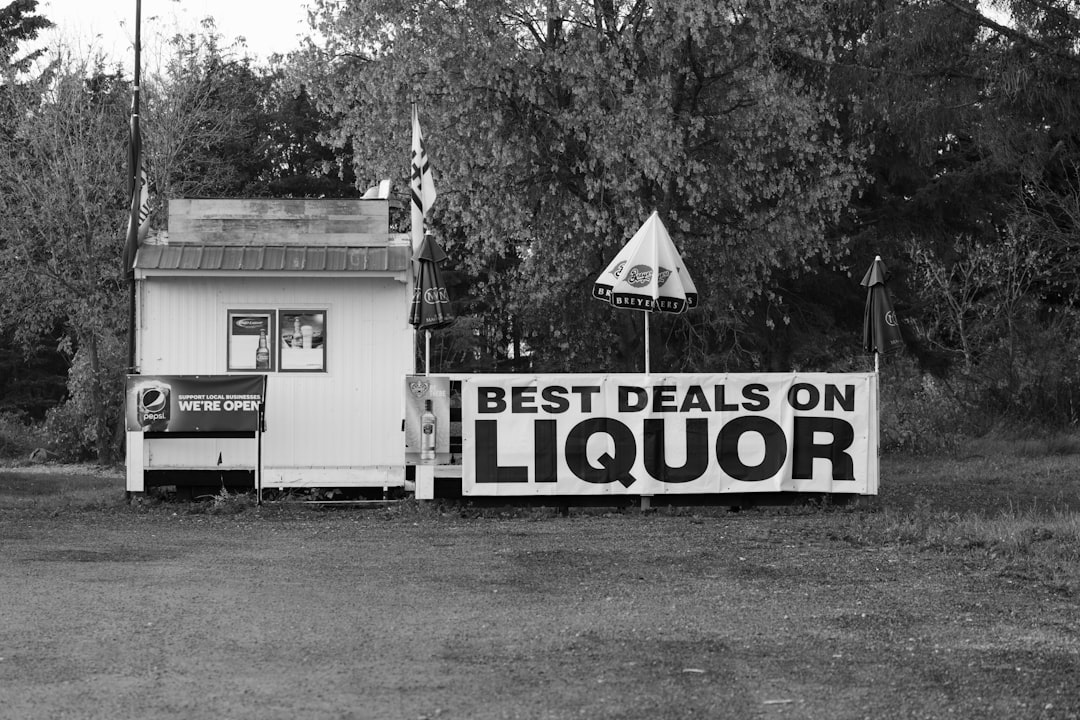 SUPPORT LOCAL BUSINESSES
WE'RE OPEN
pepsi
BREYERS
BEST DEALS ON
LIQUOR